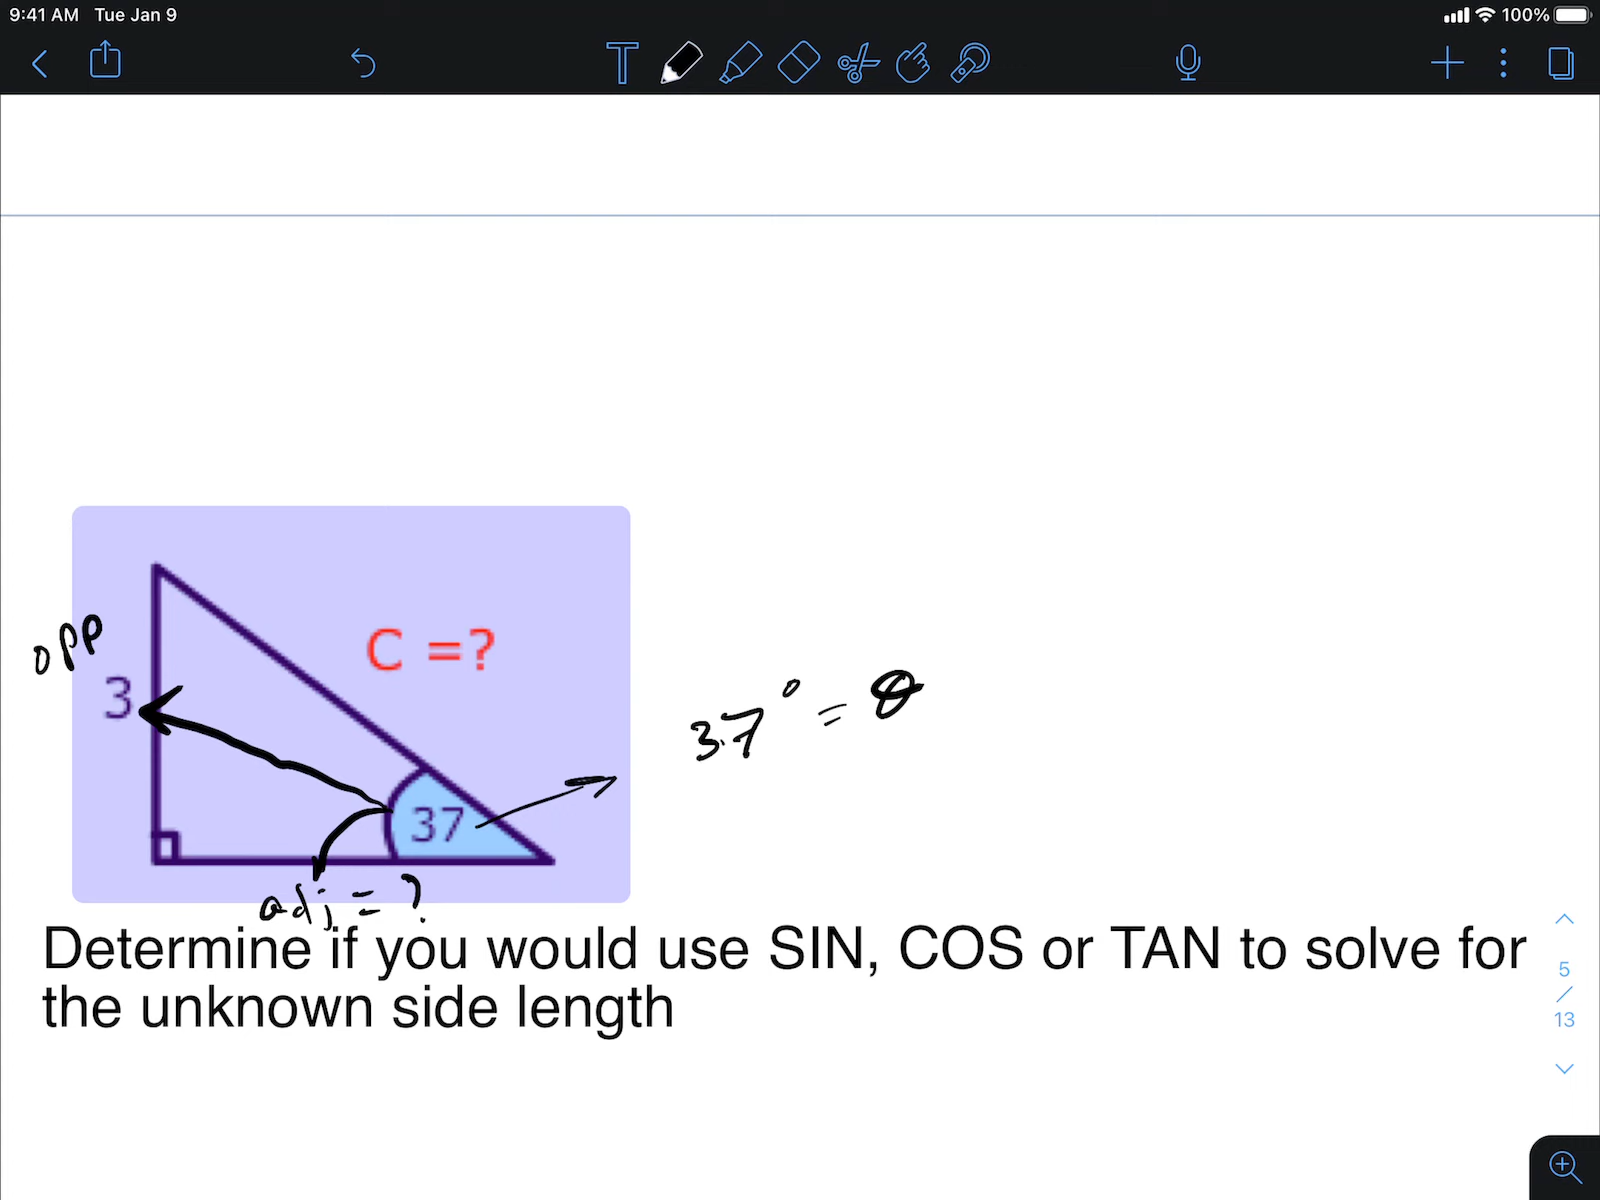 9:41 AM Tue Jan 9
100%
T
C =?
opp
3
37° = θ
37
adj = ?
Determine if you would use SIN, COS or TAN to solve for
the unknown side length
5
/
13